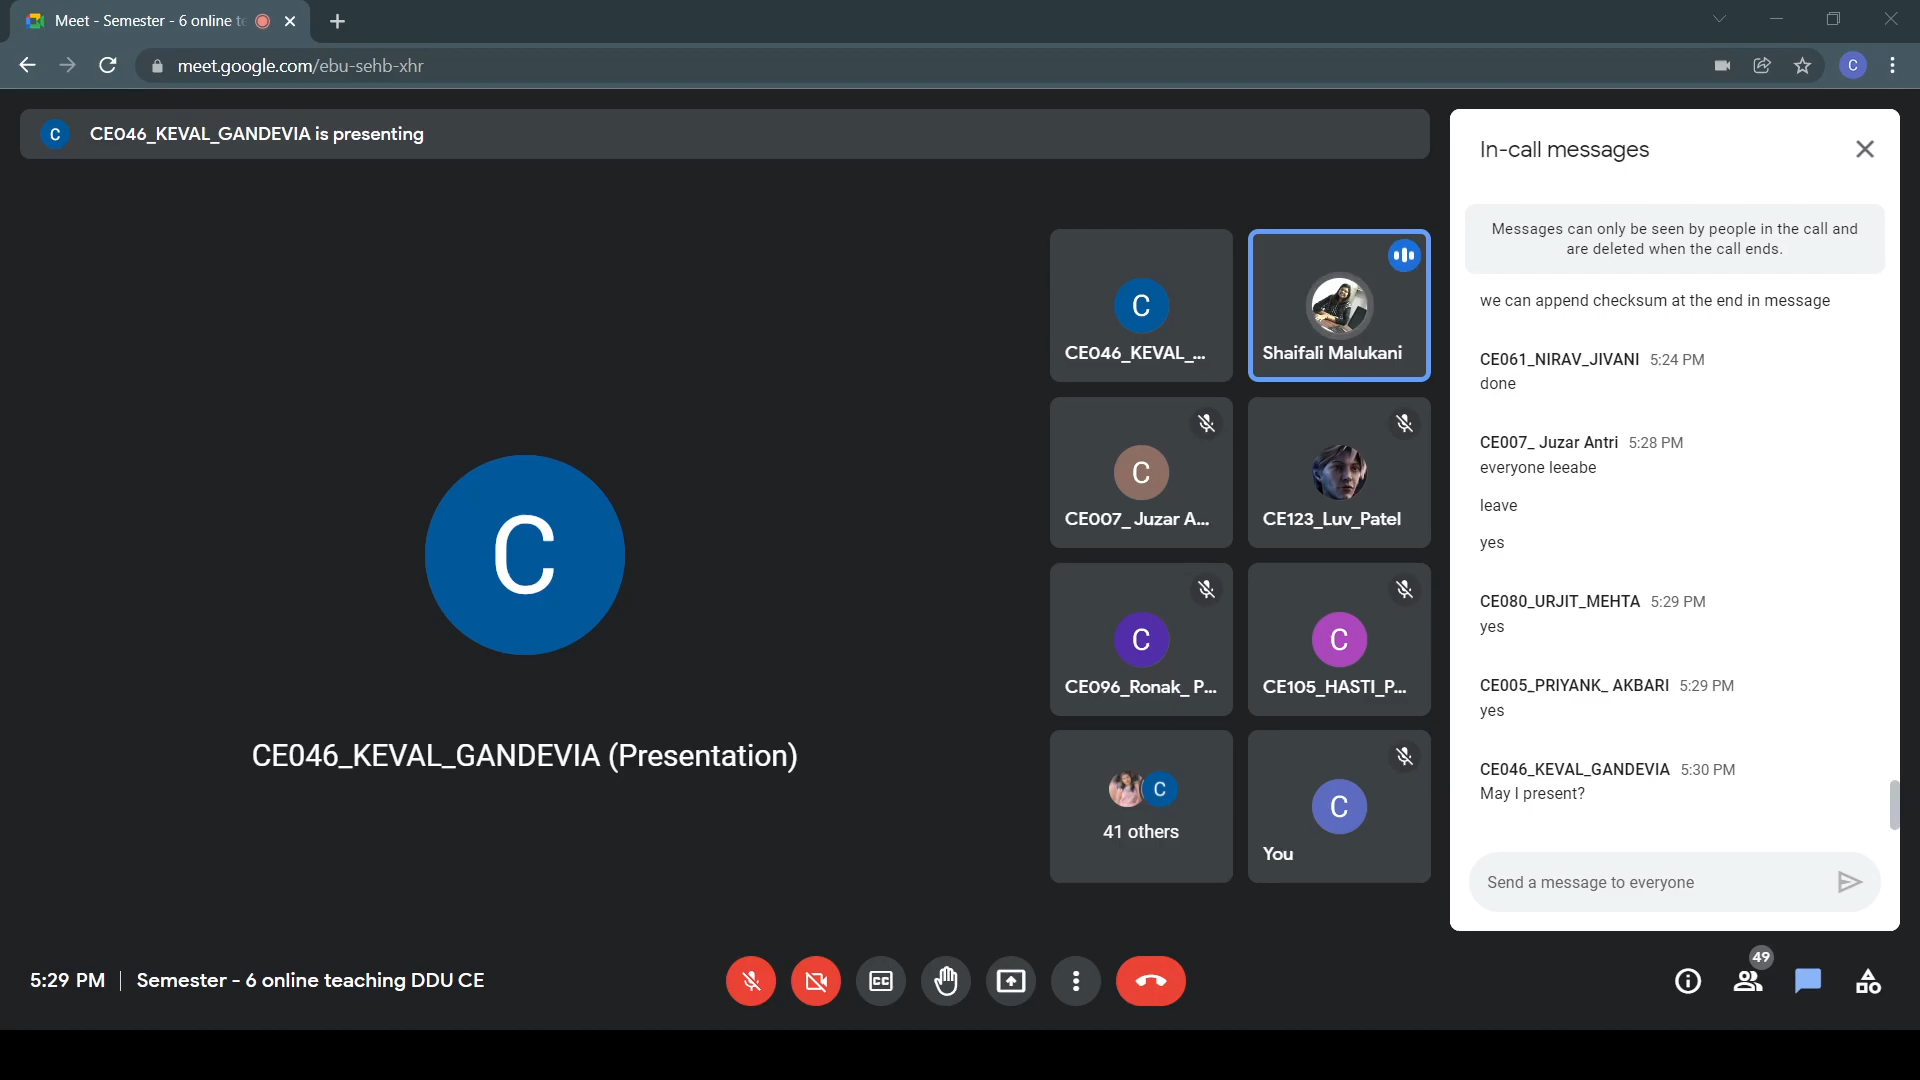 Meet - Semester - 6 online te
meet.google.com/ebu-sehb-xhr
C
C
CE046_KEVAL_GANDEVIA is presenting
C
CE046_KEVAL_GANDEVIA (Presentation)
C
CE046_KEVAL_...
Shaifali Malukani
C
CE007_ Juzar A...
CE123_Luv_Patel
C
CE096_Ronak_ P...
C
CE105_HASTI_P...
C
41 others
C
You
In-call messages
Messages can only be seen by people in the call and
are deleted when the call ends.
we can append checksum at the end in message
CE061_NIRAV_JIVANI 5:24 PM
done
CE007_ Juzar Antri 5:28 PM
everyone leeabe
leave
yes
CE080_URJIT_MEHTA 5:29 PM
yes
CE005_PRIYANK_ AKBARI 5:29 PM
yes
CE046_KEVAL_GANDEVIA 5:30 PM
May I present?
Send a message to everyone
5:29 PM | Semester - 6 online teaching DDU CE
CC
49